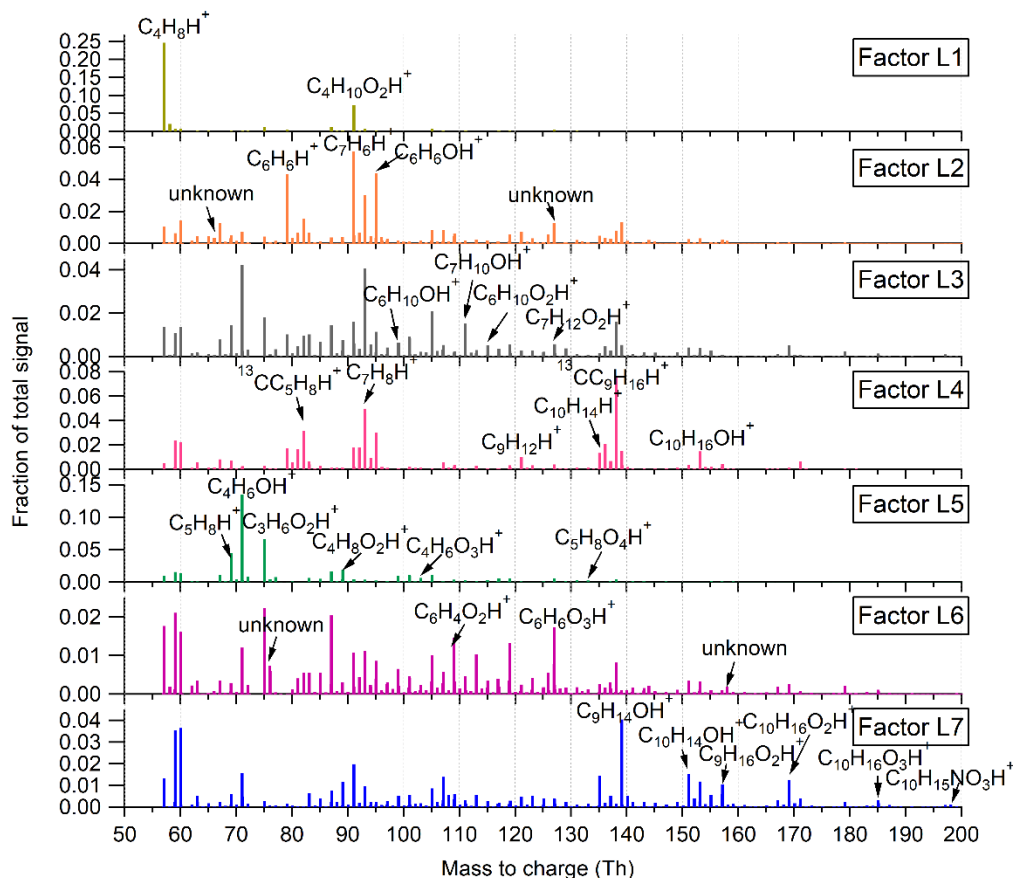 Fraction of total signal
Factor L1
C₄H₈H⁺
C₄H₁₀O₂H⁺
0.25
0.20
0.15
0.10
0.05
0.00
Factor L2
C₆H₆H⁺
C₇H₆H⁺
C₆H₆OH⁺
unknown
unknown
0.06
0.04
0.02
0.00
Factor L3
C₇H₁₀OH⁺
C₆H₁₀OH⁺
C₆H₁₀O₂H⁺
C₇H₁₂O₂H⁺
0.04
0.02
0.00
Factor L4
¹³CC₅H₈H⁺
C₇H₈H⁺
¹³CC₉H₁₆H⁺
C₁₀H₁₄H⁺
C₉H₁₂H⁺
C₁₀H₁₆OH⁺
0.08
0.06
0.04
0.02
0.00
Factor L5
C₄H₆OH⁺
C₅H₈H⁺
C₃H₆O₂H⁺
C₄H₈O₂H⁺
C₄H₆O₃H⁺
C₅H₈O₄H⁺
0.15
0.10
0.05
0.00
Factor L6
C₆H₄O₂H⁺
C₆H₆O₃H⁺
unknown
unknown
0.02
0.01
0.00
Factor L7
C₉H₁₄OH⁺
C₁₀H₁₄OH⁺
C₁₀H₁₆O₂H⁺
C₉H₁₆O₂H⁺
C₁₀H₁₆O₃H⁺
C₁₀H₁₅NO₃H⁺
0.04
0.03
0.02
0.01
0.00
50 60 70 80 90 100 110 120 130 140 150 160 170 180 190 200
Mass to charge (Th)